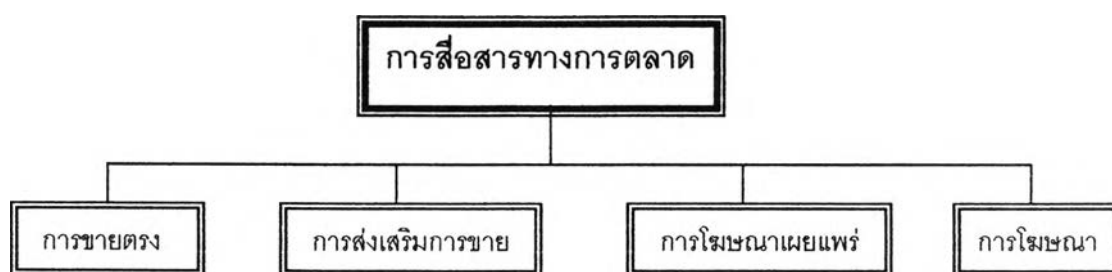 การสื่อสารทางการตลาด
การขายตรง
การส่งเสริมการขาย
การโฆษณาเผยแพร่
การโฆษณา